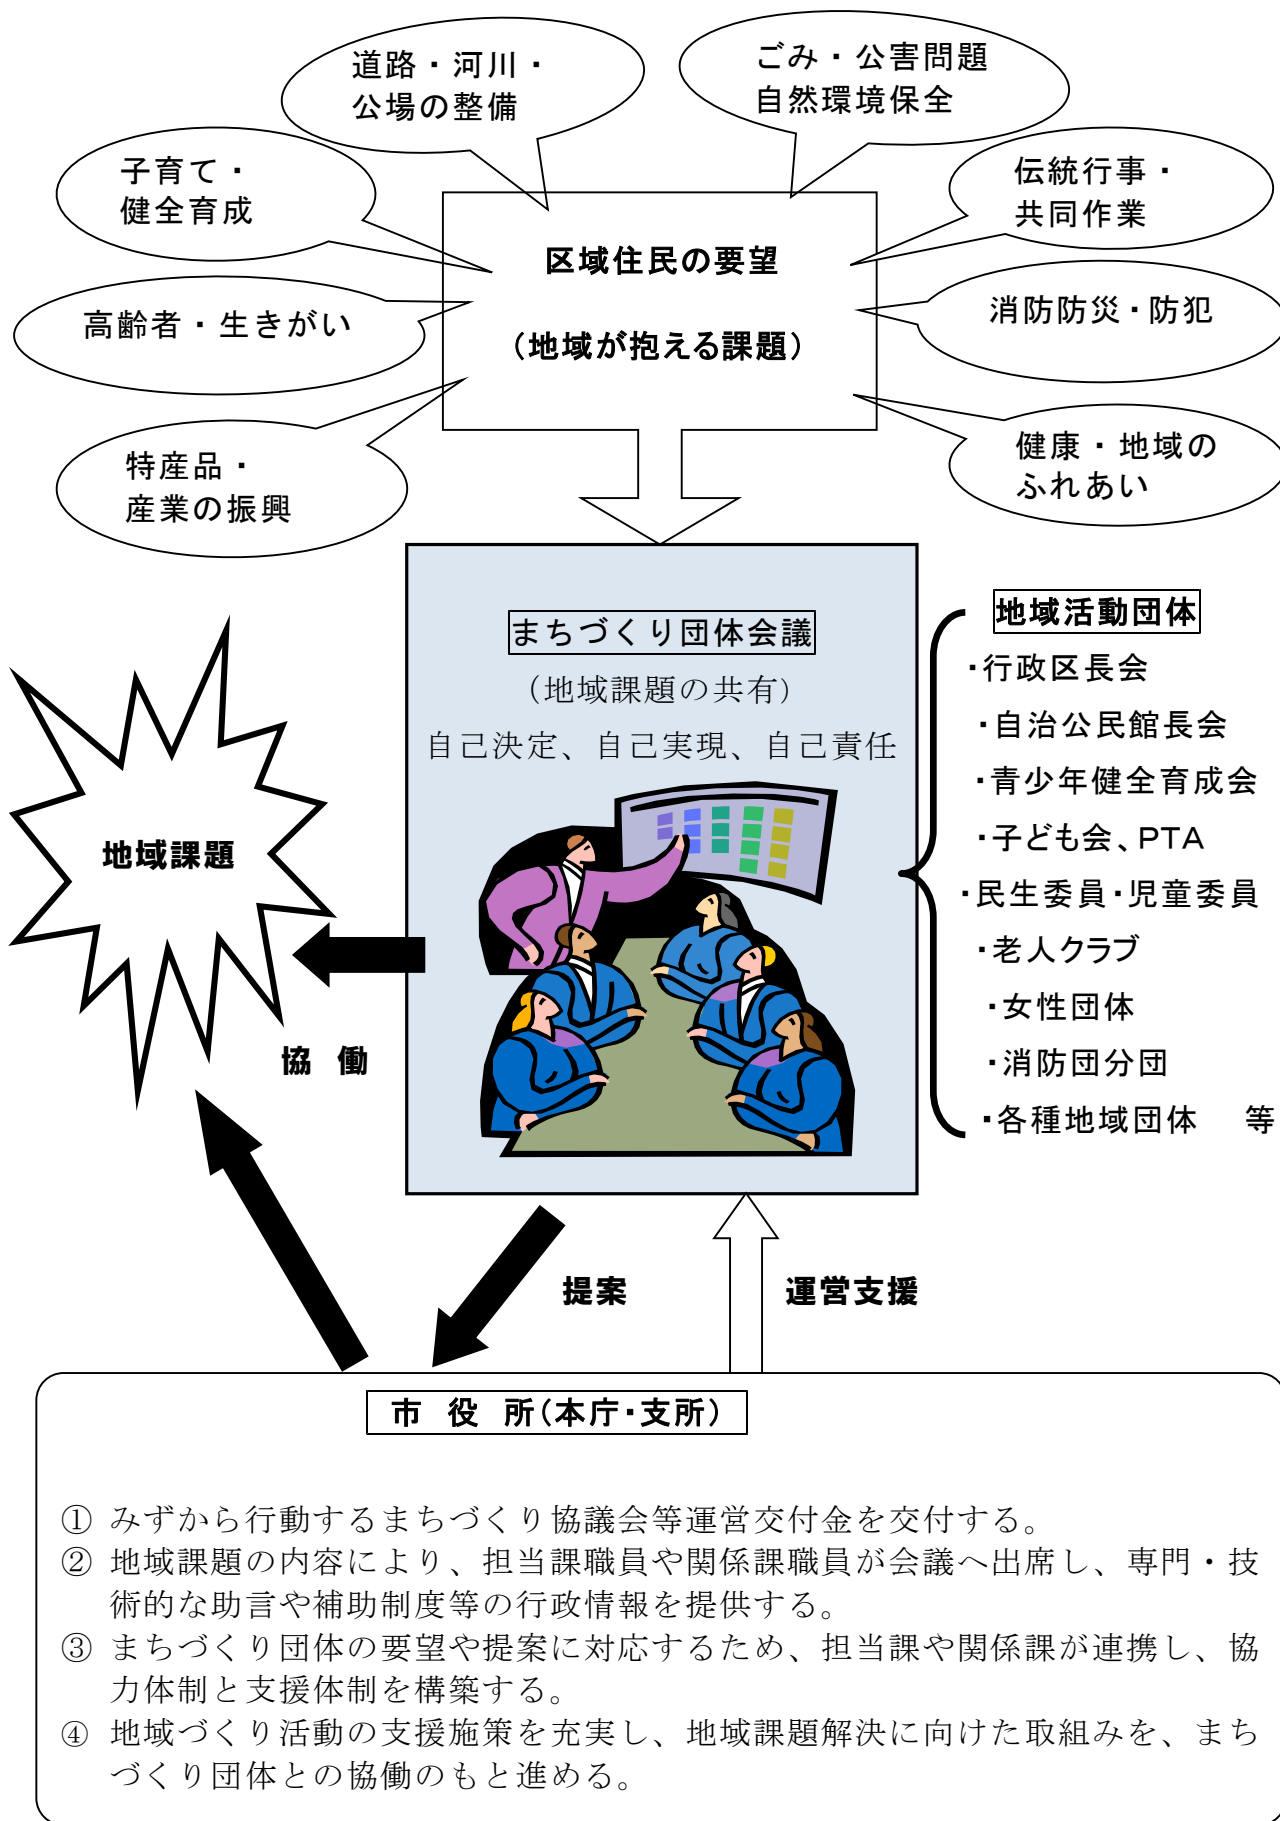 道路・河川・
公場の整備
ごみ・公害問題
自然環境保全
子育て・
健全育成
伝統行事・
共同作業
区域住民の要望
（地域が抱える課題）
高齢者・生きがい
消防防災・防犯
特産品・
産業の振興
健康・地域の
ふれあい
まちづくり団体会議
（地域課題の共有）
自己決定、自己実現、自己責任
地域活動団体
・行政区長会
・自治公民館長会
・青少年健全育成会
・子ども会、PTA
・民生委員・児童委員
・老人クラブ
・女性団体
・消防団分団
・各種地域団体　等
地域課題
協　働
提案
運営支援
市　役　所（本庁・支所）
① みずから行動するまちづくり協議会等運営交付金を交付する。
② 地域課題の内容により、担当課職員や関係課職員が会議へ出席し、専門・技
術的な助言や補助制度等の行政情報を提供する。
③ まちづくり団体の要望や提案に対応するため、担当課や関係課が連携し、協
力体制と支援体制を構築する。
④ 地域づくり活動の支援施策を充実し、地域課題解決に向けた取組みを、まち
づくり団体との協働のもと進める。